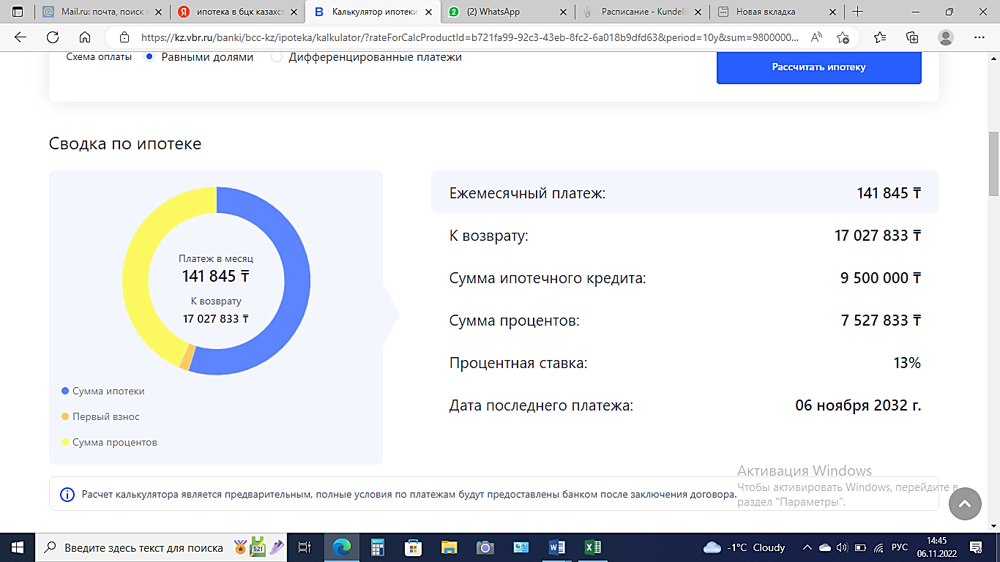 Mail.ru: почта, поиск в
ипотека в бцк казахст
Калькулятор ипотеки
(2) WhatsApp
Расписание - Kundeli
Новая вкладка
https://kz.vbr.ru/banki/bcc-kz/ipoteka/kalkulator/?rateForCalcProductId=b721fa99-92c3-43eb-8fc2-6a018b9dfd63&period=10y&sum=9800000...
Схема оплаты Равными долями Дифференцированные платежи
Рассчитать ипотеку
Сводка по ипотеке
Платеж в месяц
141 845 ₸
К возврату
17 027 833 ₸
Сумма ипотеки
Первый взнос
Сумма процентов
Ежемесячный платеж: 141 845 ₸
К возврату: 17 027 833 ₸
Сумма ипотечного кредита: 9 500 000 ₸
Сумма процентов: 7 527 833 ₸
Процентная ставка: 13%
Дата последнего платежа: 06 ноября 2032 г.
Расчет калькулятора является предварительным, полные условия по платежам будут предоставлены банком после заключения договора.
Активация Windows
Чтобы активировать Windows, перейдите в
раздел "Параметры".
Введите здесь текст для поиска
521
-1°C Cloudy
РУС
14:45
06.11.2022